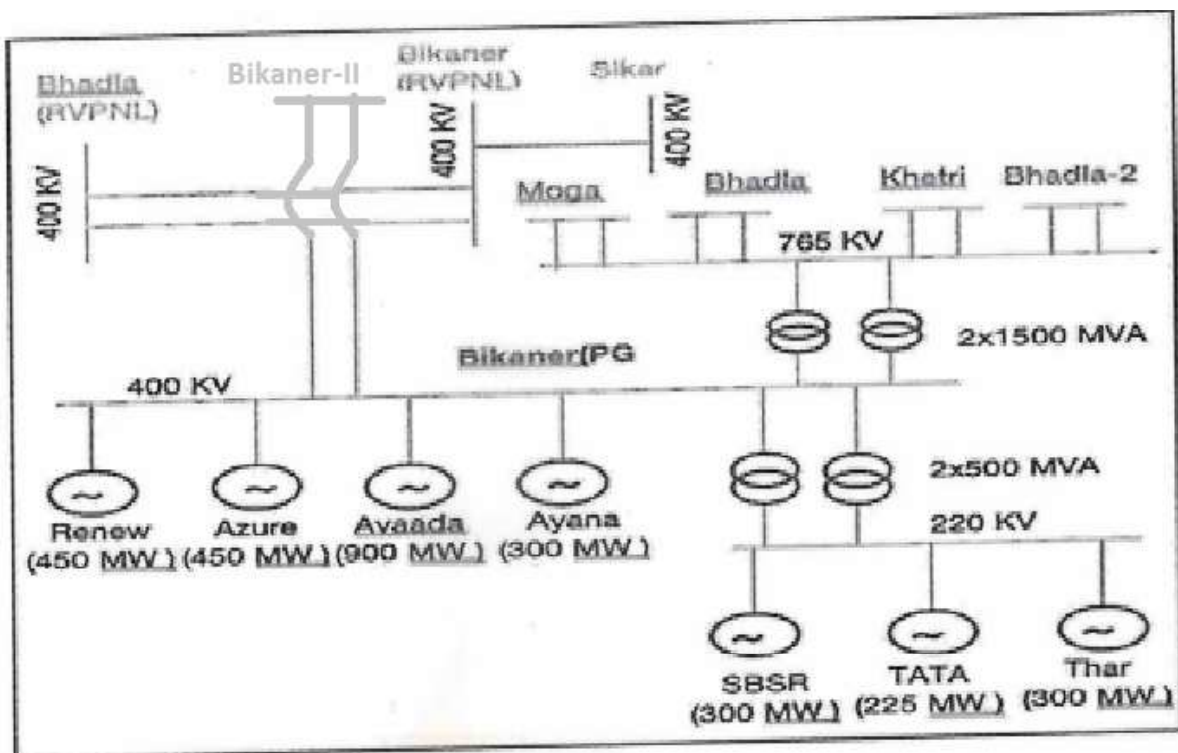 Bhadla
(RVPNL)
Bikaner-II
Bikaner
(RVPNL)
Sikar
400 KV
400 KV
400 KV
Moga
Bhadla
Khatri
Bhadla-2
765 KV
2x1500 MVA
Bikaner(PG
400 KV
2x500 MVA
220 KV
Renew
(450 MW.)
Azure
(450 MW.)
Avaada
(900 MW.)
Ayana
(300 MW.)
SBSR
(300 MW.)
TATA
(225 MW.)
Thar
(300 MW.)